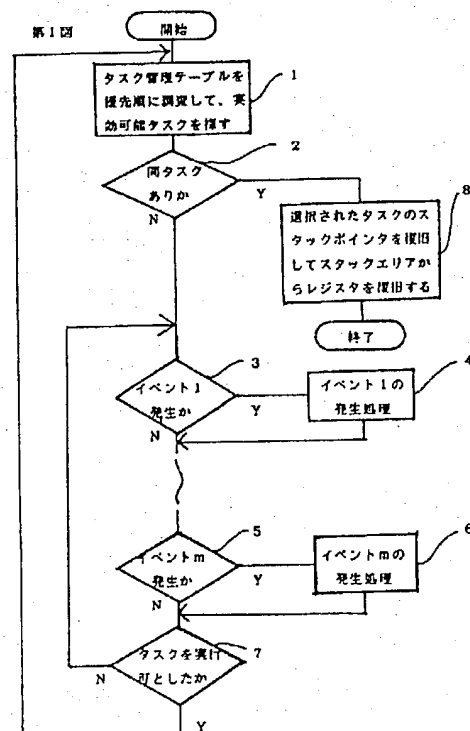 第1図
開始
1
タスク管理テーブルを
優先順に調査して、実
効可能タスクを探す
2
同タスク
ありか
Y
N
8
選択されたタスクのス
タックポインタを復旧
してスタックエリアか
らレジスタを復旧する
終了
3
イベント1
発生か
Y
N
4
イベント1の
発生処理
5
イベントm
発生か
Y
N
6
イベントmの
発生処理
7
タスクを実行
可としたか
N
Y